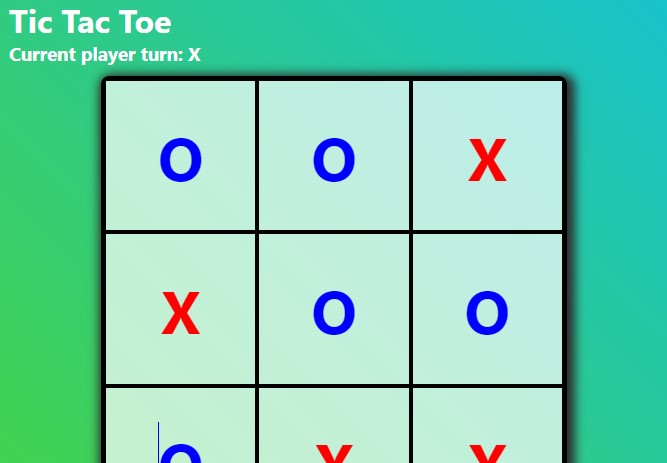 Tic Tac Toe
Current player turn: X
O O X
X O O
O X X